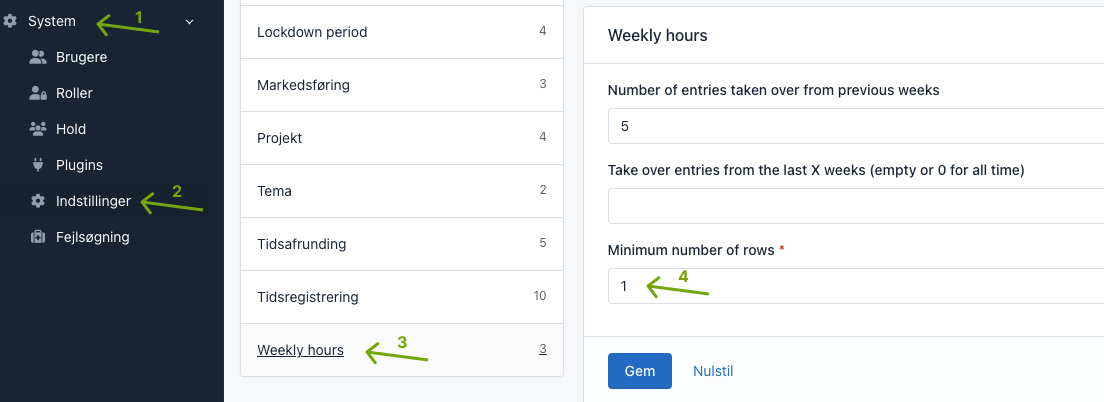 System 1
Brugere
Roller
Hold
Plugins
Indstillinger 2
Fejlsøgning
Lockdown period 4
Markedsføring 3
Projekt 4
Tema 2
Tidsafrunding 5
Tidsregistrering 10
Weekly hours 3 3
Weekly hours
Number of entries taken over from previous weeks
5
Take over entries from the last X weeks (empty or 0 for all time)
Minimum number of rows *
1 4
Gem Nulstil